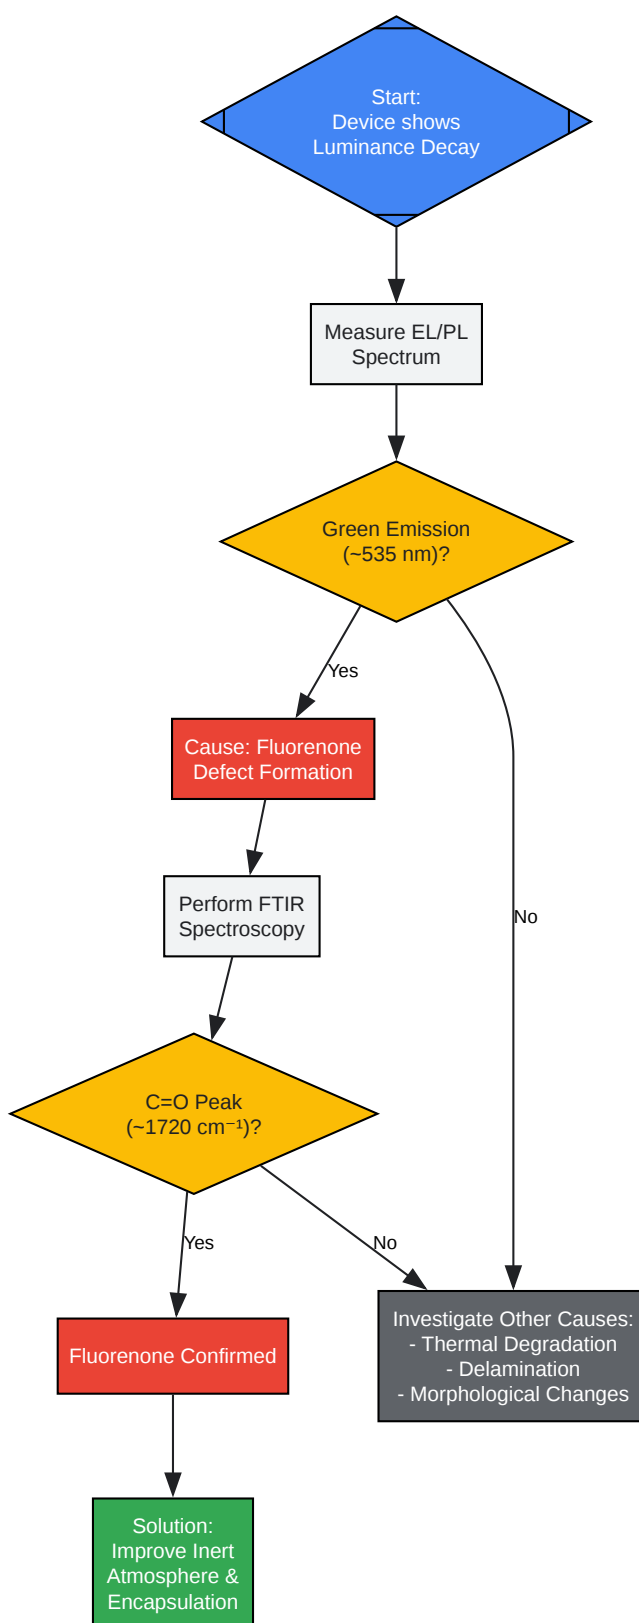 Start:
Device shows
Luminance Decay
Measure EL/PL
Spectrum
Green Emission
(~535 nm)?
Yes
Cause: Fluorenone
Defect Formation
Perform FTIR
Spectroscopy
No
C=O Peak
(~1720 cm⁻¹)?
Yes
No
Fluorenone Confirmed
Investigate Other Causes:
- Thermal Degradation
- Delamination
- Morphological Changes
Solution:
Improve Inert
Atmosphere &
Encapsulation